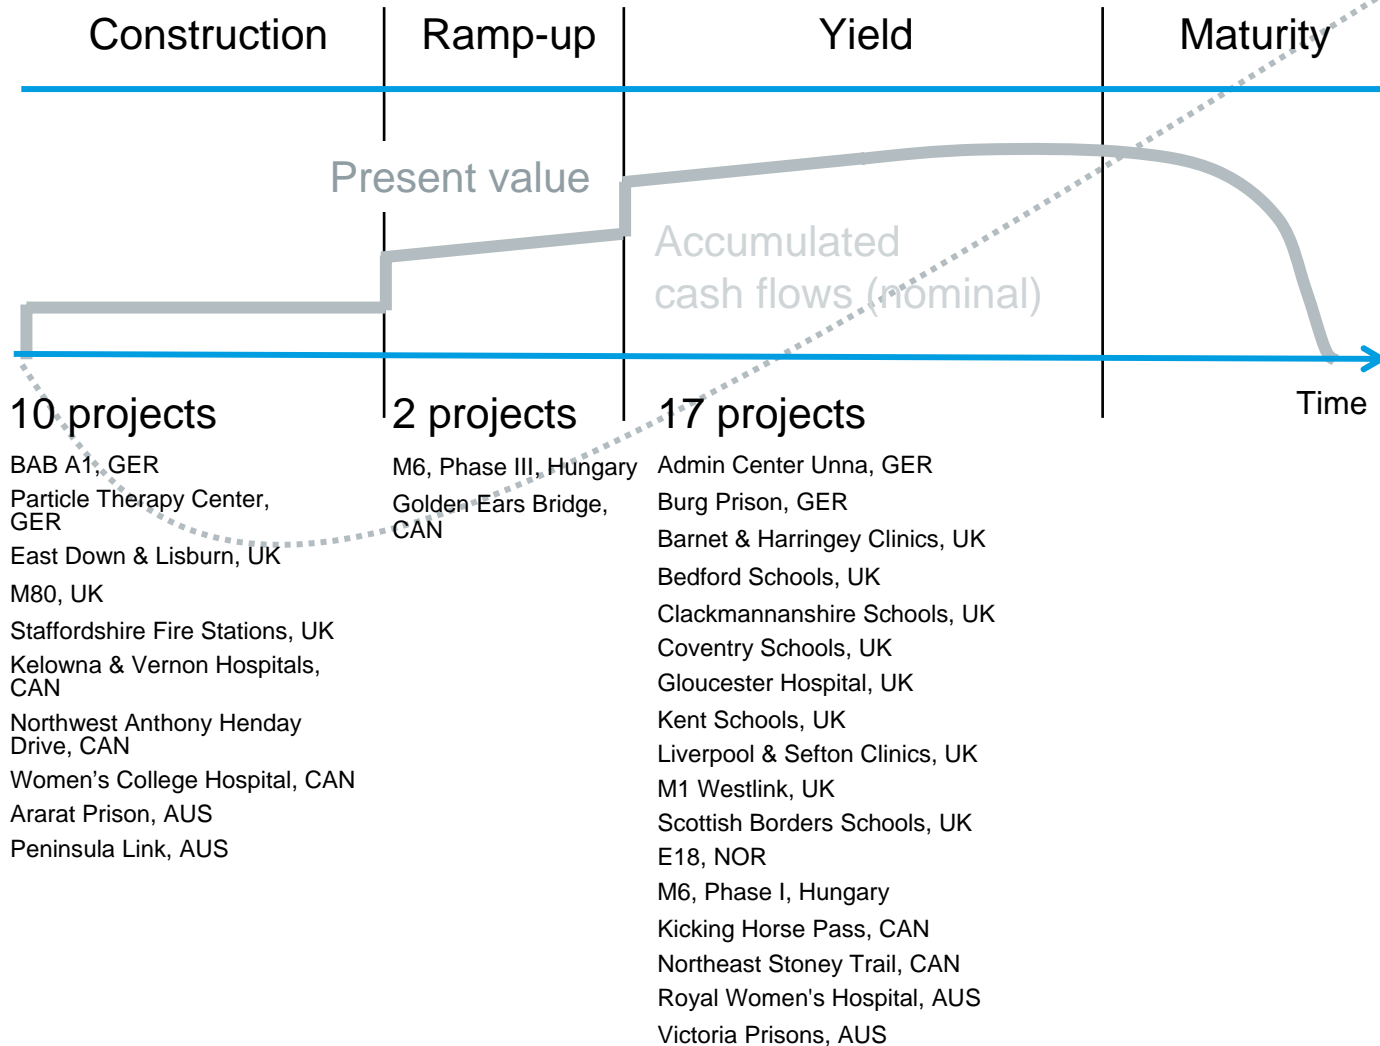 Construction
Ramp-up
Yield
Maturity
Present value
Accumulated
cash flows (nominal)
Time
10 projects
BAB A1, GER
Particle Therapy Center,
GER
East Down & Lisburn, UK
M80, UK
Staffordshire Fire Stations, UK
Kelowna & Vernon Hospitals,
CAN
Northwest Anthony Henday
Drive, CAN
Women’s College Hospital, CAN
Ararat Prison, AUS
Peninsula Link, AUS
2 projects
M6, Phase III, Hungary
Golden Ears Bridge,
CAN
17 projects
Admin Center Unna, GER
Burg Prison, GER
Barnet & Harringey Clinics, UK
Bedford Schools, UK
Clackmannanshire Schools, UK
Coventry Schools, UK
Gloucester Hospital, UK
Kent Schools, UK
Liverpool & Sefton Clinics, UK
M1 Westlink, UK
Scottish Borders Schools, UK
E18, NOR
M6, Phase I, Hungary
Kicking Horse Pass, CAN
Northeast Stoney Trail, CAN
Royal Women's Hospital, AUS
Victoria Prisons, AUS